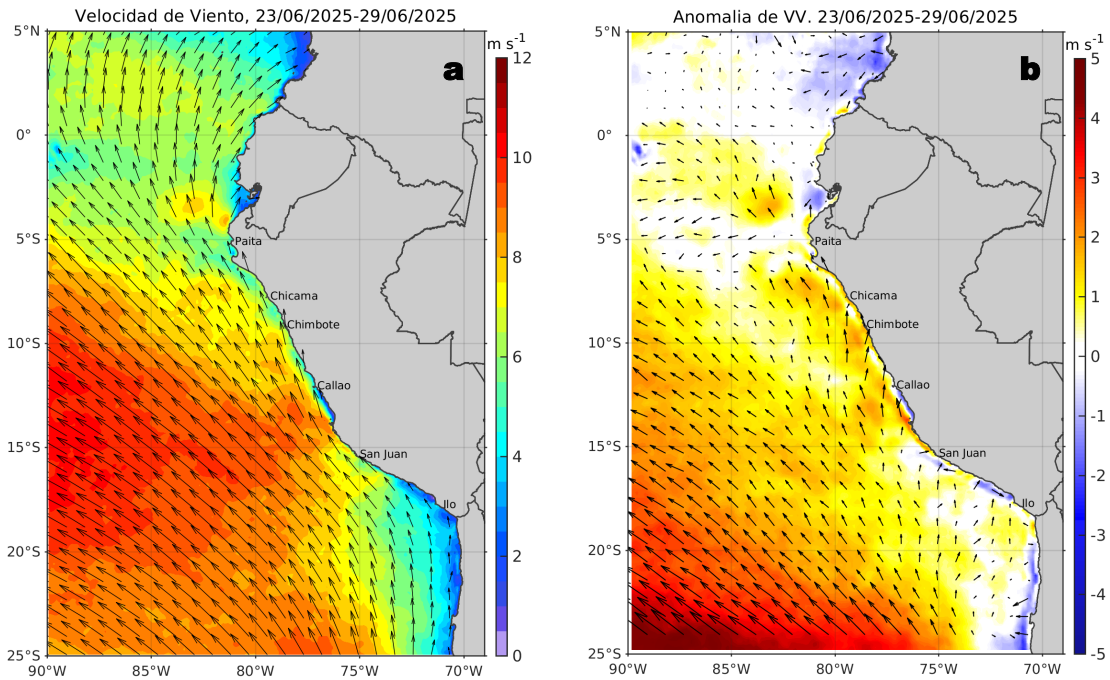 Velocidad de Viento, 23/06/2025-29/06/2025
5°N
0°
5°S
10°S
15°S
20°S
25°S
90°W 85°W 80°W 75°W 70°W
a
Paita
Chicama
Chimbote
Callao
San Juan
Ilo
m s-1
12
10
8
6
4
2
0
Anomalia de VV. 23/06/2025-29/06/2025
5°N
0°
5°S
10°S
15°S
20°S
25°S
90°W 85°W 80°W 75°W 70°W
b
Paita
Chicama
Chimbote
Callao
San Juan
Ilo
m s-1
5
4
3
2
1
0
-1
-2
-3
-4
-5